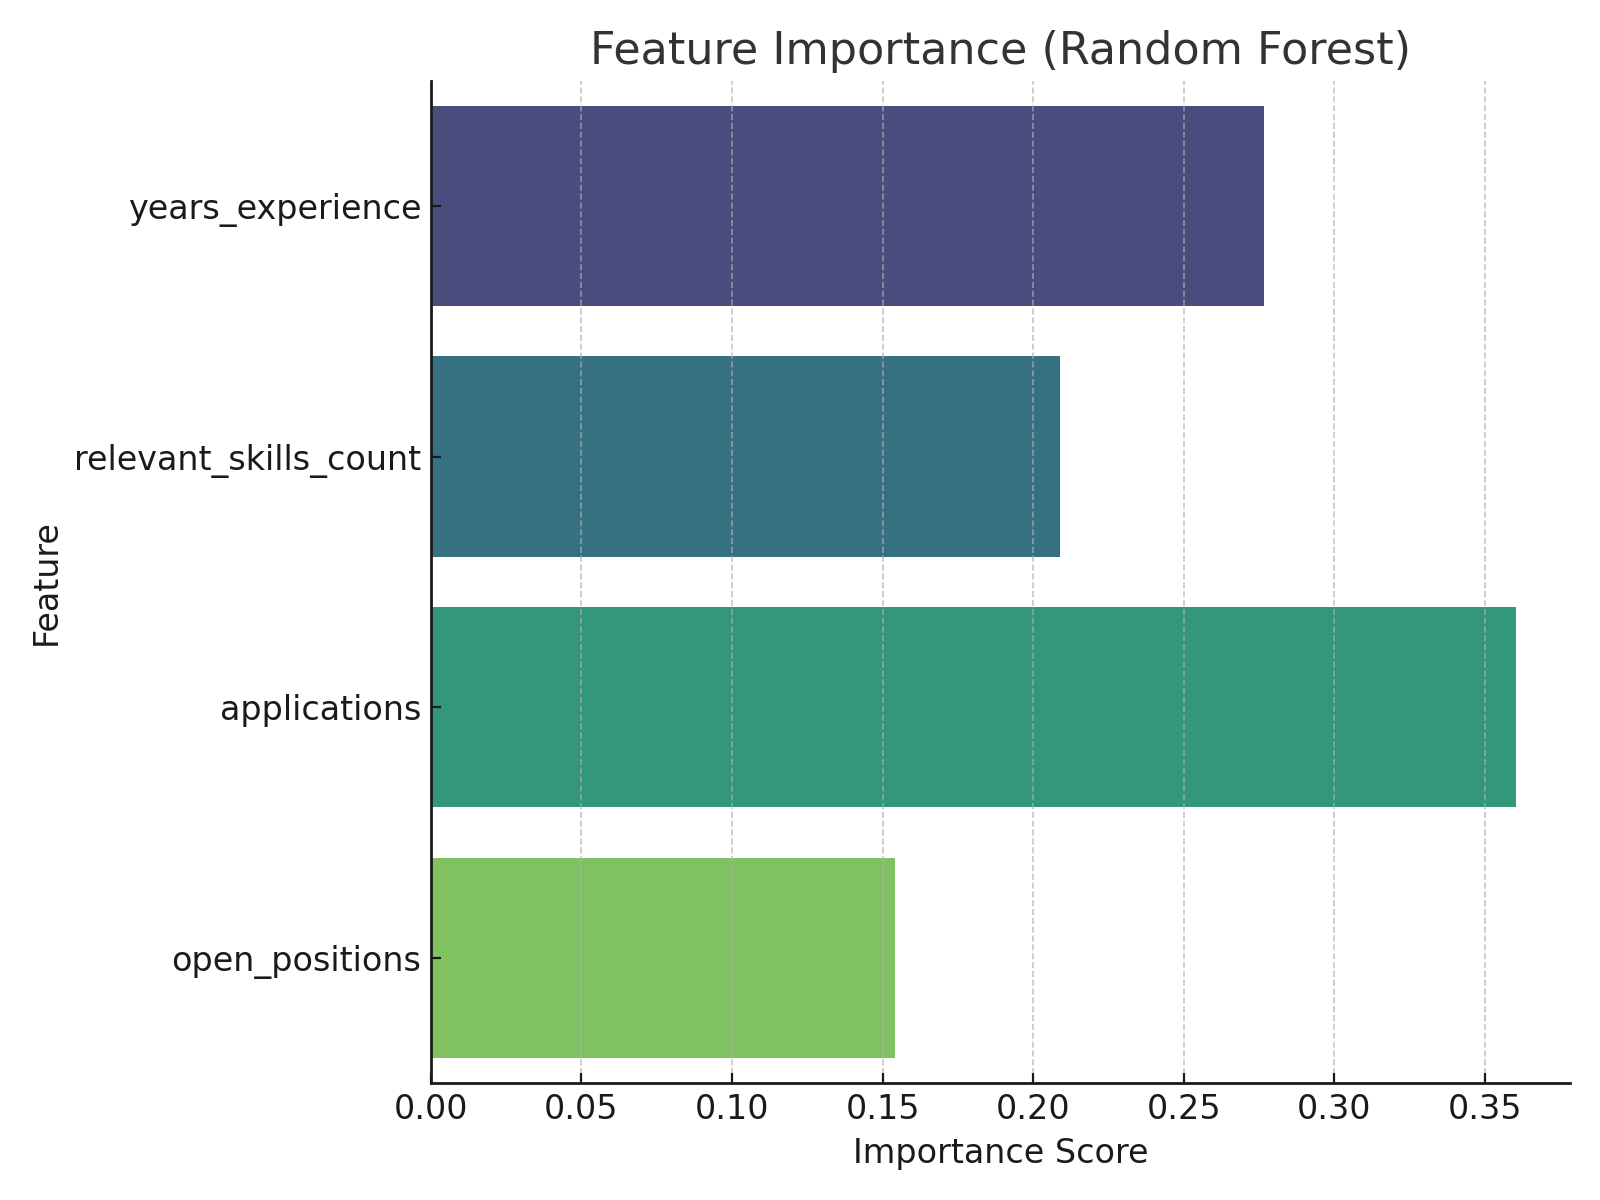 Feature Importance (Random Forest)
years_experience
relevant_skills_count
applications
open_positions
Feature
0.00 0.05 0.10 0.15 0.20 0.25 0.30 0.35
Importance Score